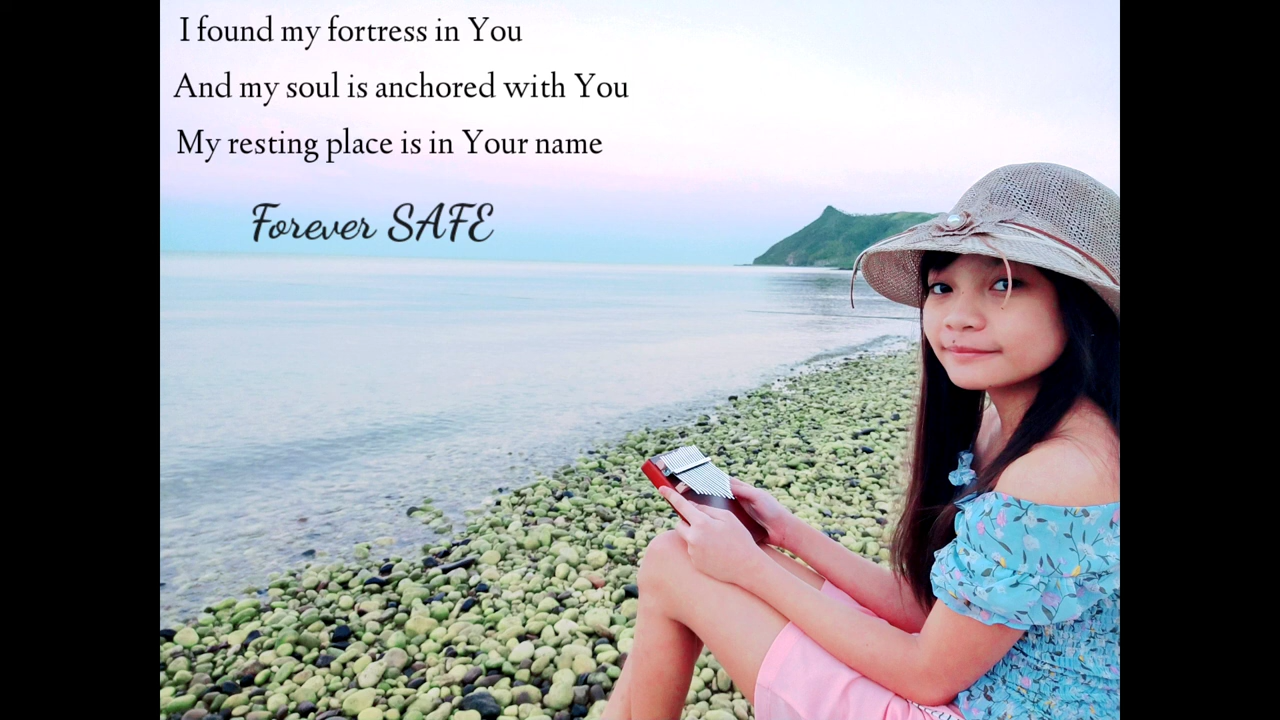 I found my fortress in You
And my soul is anchored with You
My resting place is in Your name
Forever SAFE